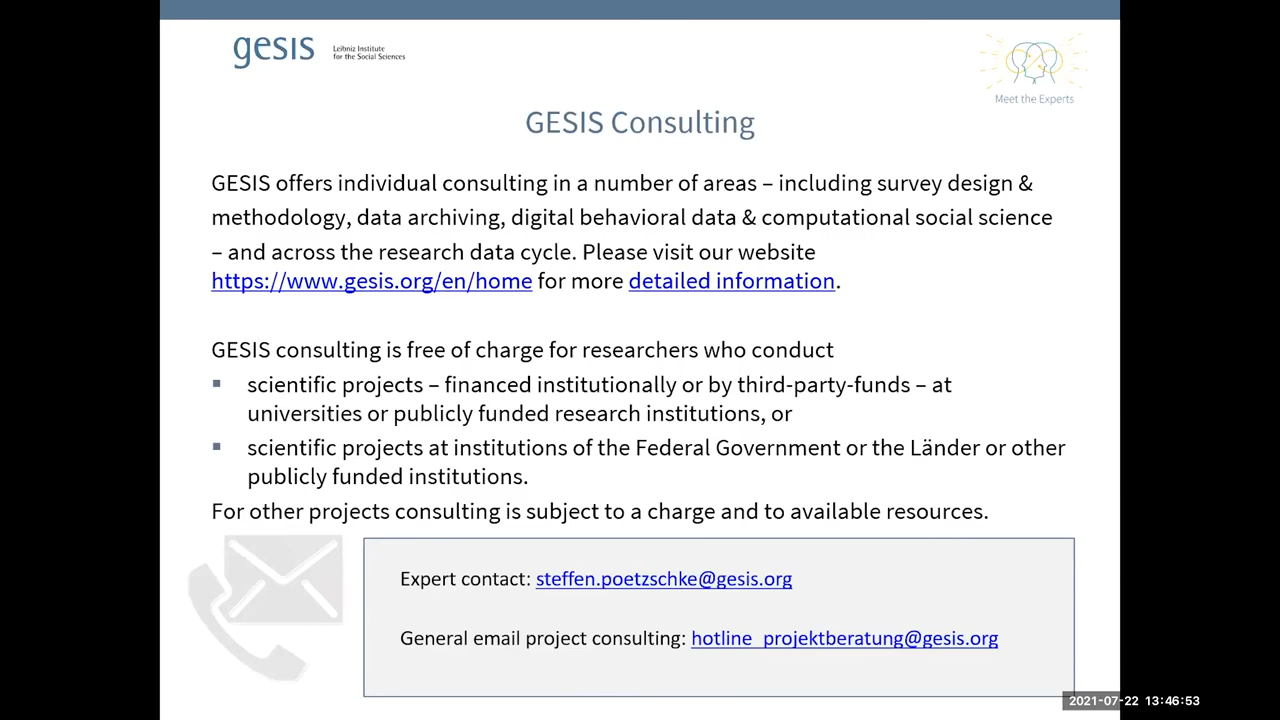 gesis
Leibniz Institute
for the Social Sciences
Meet the Experts
GESIS Consulting
GESIS offers individual consulting in a number of areas – including survey design &
methodology, data archiving, digital behavioral data & computational social science
– and across the research data cycle. Please visit our website
https://www.gesis.org/en/home for more detailed information.
GESIS consulting is free of charge for researchers who conduct
▪ scientific projects – financed institutionally or by third-party-funds – at
universities or publicly funded research institutions, or
▪ scientific projects at institutions of the Federal Government or the Länder or other
publicly funded institutions.
For other projects consulting is subject to a charge and to available resources.
Expert contact: steffen.poetzschke@gesis.org
General email project consulting: hotline_projektberatung@gesis.org
2021-07-22 13:46:53